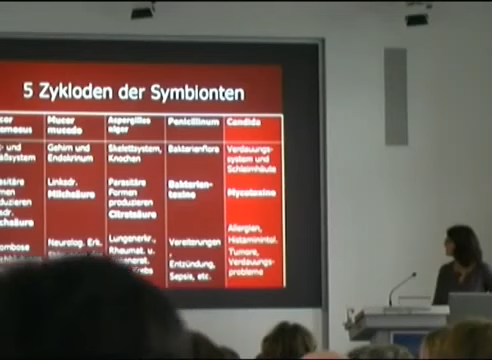 5 Zykloden der Symbionten
Mucor
mucedo
Aspergilles
niger
Penicillinum
Candida
Gehirn und
Endokrinum
Skelettsystem,
Knochen
Bakterienflora
Verdauungs-
system und
Schleimhäute
Linksdr.
Milchsäure
Parasitäre
Formen
produzieren
Citratsäure
Bakterien-
toxine
Mycotoxine
Neurolog. Erk.
Lungenerkr.,
Rheumat. u.
Vereiterungen
Entzündung,
Sepsis, etc.
Allergien,
Histaminintol.
Tumore,
Verdauungs-
probleme